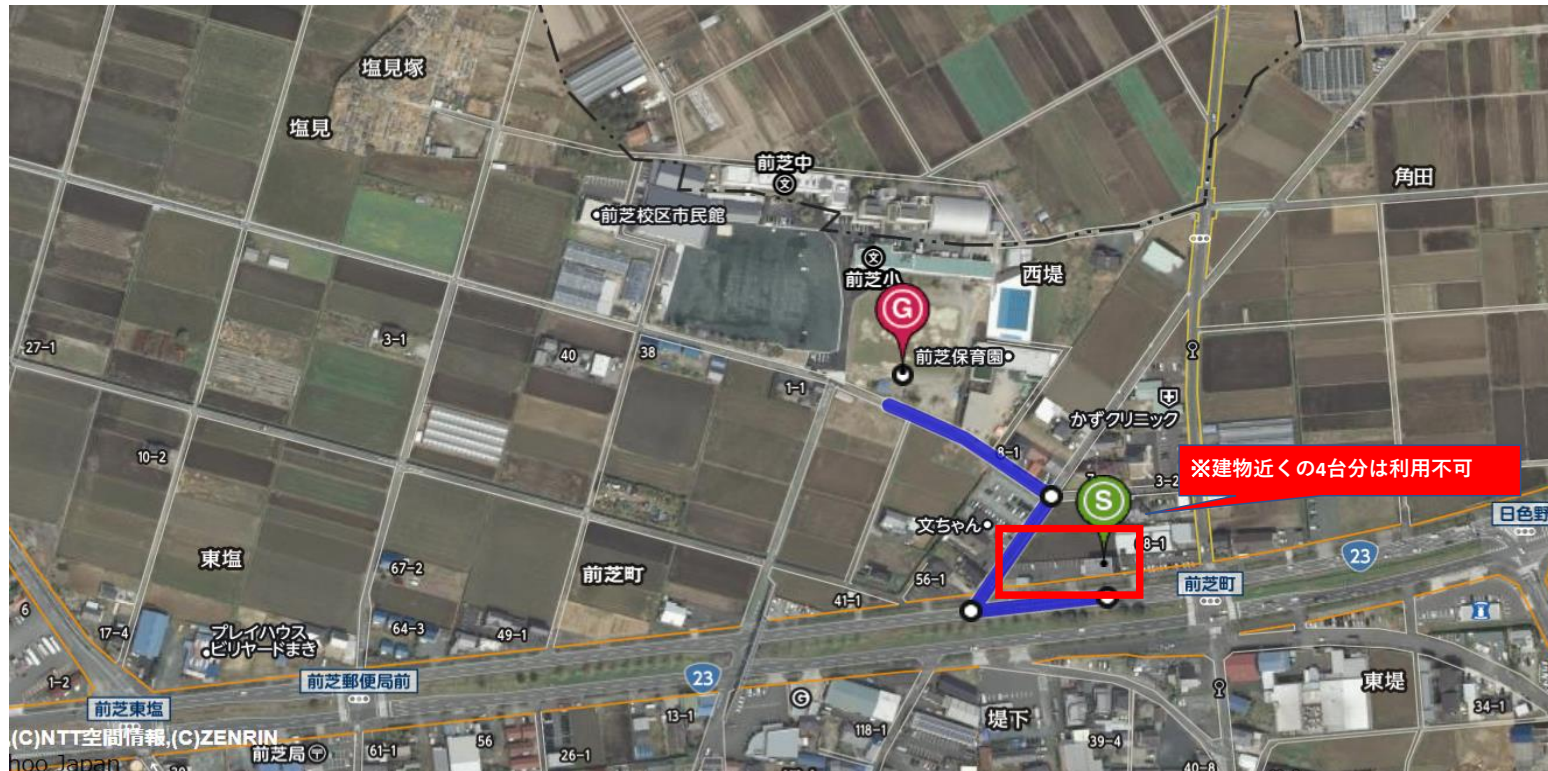 塩見塚
塩見
前芝中
文
前芝校区市民館
角田
文
前芝小
西堤
G
27-1
3-1
40
38
前芝保育園
1-1
かずクリニック
10-2
8-1
3-2
※建物近くの4台分は利用不可
S
文ちゃん
日色野
東塩
67-2
前芝町
56-1
68-1
前芝町
23
41-1
6
17-4
プレイハウス
ビリヤードまき
64-3
49-1
1-2
前芝郵便局前
23
東堤
前芝東塩
G
13-1
118-1
堤下
34-1
39-4
,(C)NTT空間情報,(C)ZENRIN
前芝局
61-1
56
26-1
40-8
hoo Japan